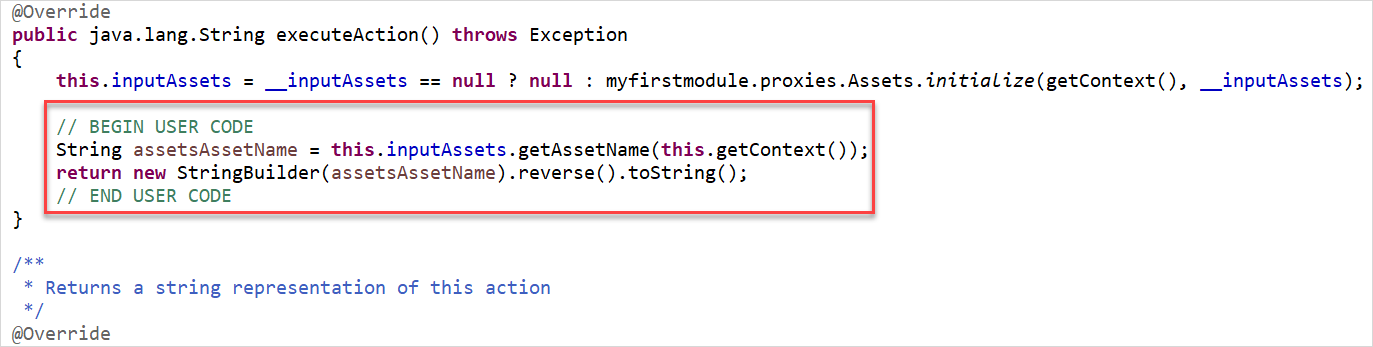 @Override
public java.lang.String executeAction() throws Exception
{
    this.inputAssets = __inputAssets == null ? null : myfirstmodule.proxies.Assets.initialize(getContext(), __inputAssets);
    // BEGIN USER CODE
    String assetsAssetName = this.inputAssets.getAssetName(this.getContext());
    return new StringBuilder(assetsAssetName).reverse().toString();
    // END USER CODE
}
/**
 * Returns a string representation of this action
 */
@Override